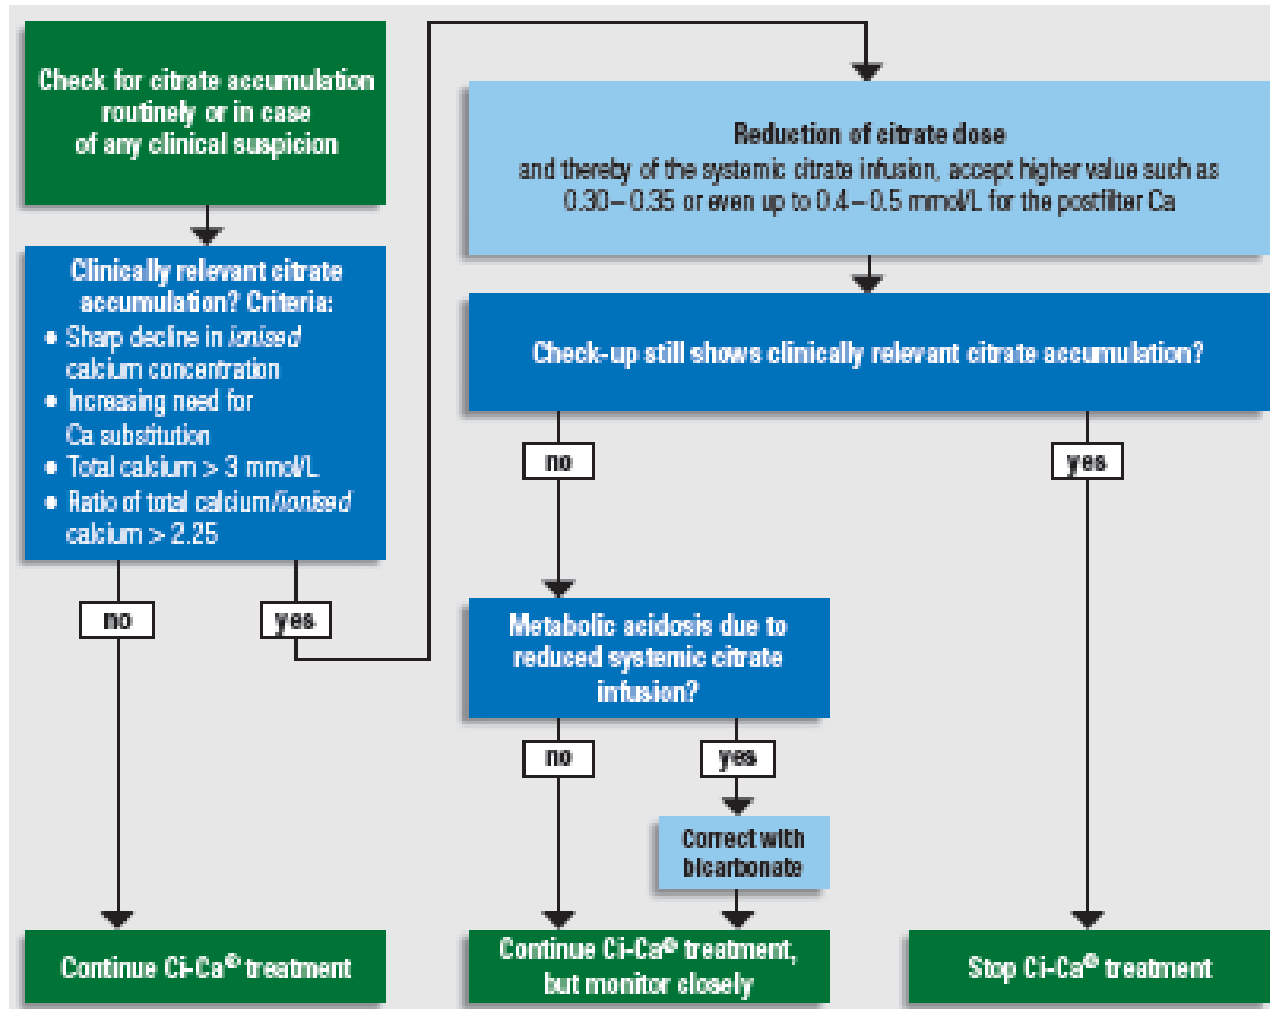 Check for citrate accumulation
routinely or in case
of any clinical suspicion
Clinically relevant citrate
accumulation? Criteria:
• Sharp decline in ionised
calcium concentration
• Increasing need for
Ca substitution
• Total calcium > 3 mmol/L
• Ratio of total calcium/ionised
calcium > 2.25
no
yes
Continue Ci-Ca® treatment
Reduction of citrate dose
and thereby of the systemic citrate infusion, accept higher value such as
0.30–0.35 or even up to 0.4–0.5 mmol/L for the postfilter Ca
Check-up still shows clinically relevant citrate accumulation?
no
yes
Metabolic acidosis due to
reduced systemic citrate
infusion?
no
yes
Correct with
bicarbonate
Continue Ci-Ca® treatment,
but monitor closely
Stop Ci-Ca® treatment